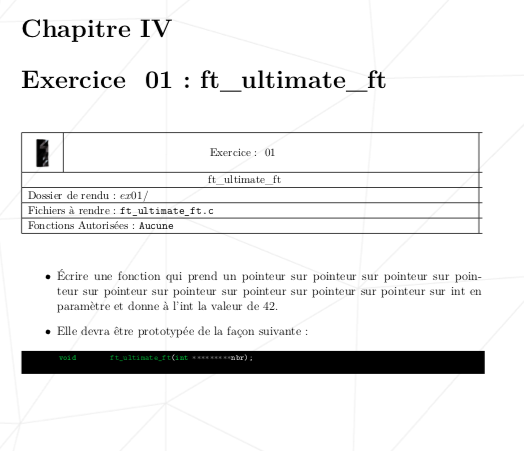 Chapitre IV
Exercice 01 : ft_ultimate_ft
Exercice : 01
ft_ultimate_ft
Dossier de rendu : ex01/
Fichiers à rendre : ft_ultimate_ft.c
Fonctions Autorisées : Aucune
• Écrire une fonction qui prend un pointeur sur pointeur sur pointeur sur poin-
teur sur pointeur sur pointeur sur pointeur sur pointeur sur pointeur sur int en
paramètre et donne à l'int la valeur de 42.
• Elle devra être prototypée de la façon suivante :
void ft_ultimate_ft(int *********nbr);